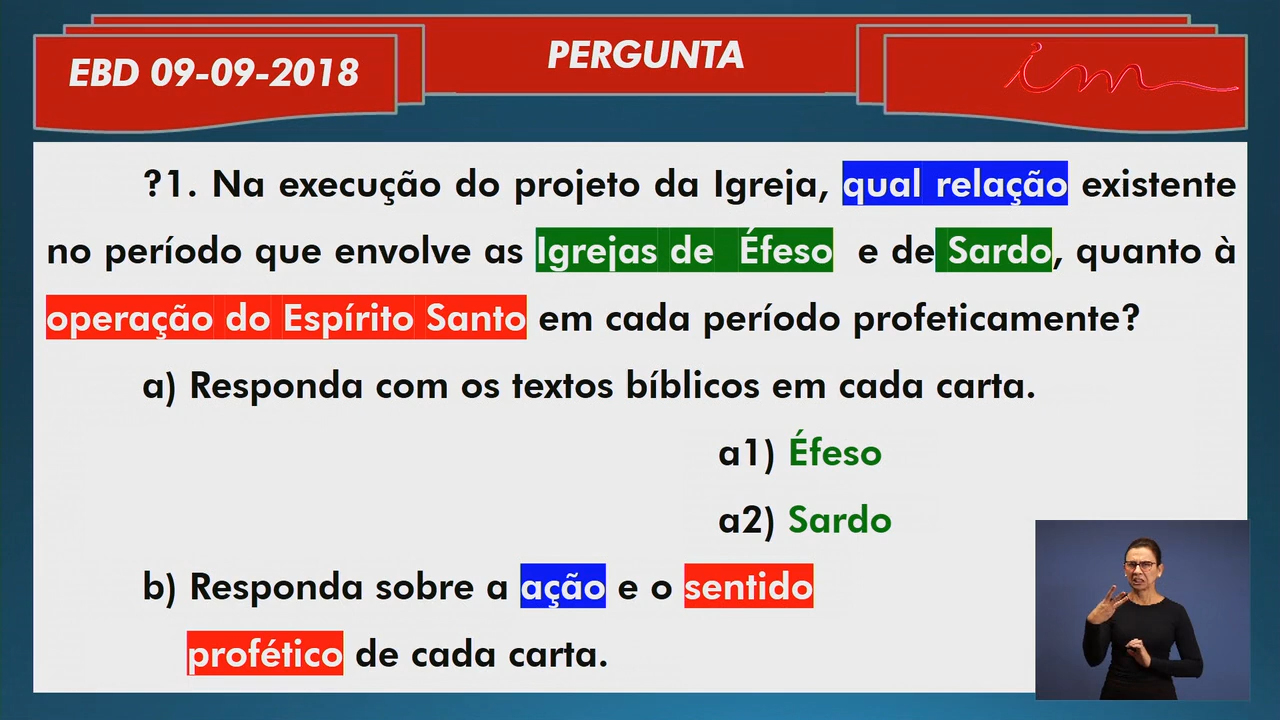 EBD 09-09-2018
PERGUNTA
im
?1. Na execução do projeto da Igreja, qual relação existente
no período que envolve as Igrejas de Éfeso e de Sardo, quanto à
operação do Espírito Santo em cada período profeticamente?
a) Responda com os textos bíblicos em cada carta.
a1) Éfeso
a2) Sardo
b) Responda sobre a ação e o sentido
profético de cada carta.